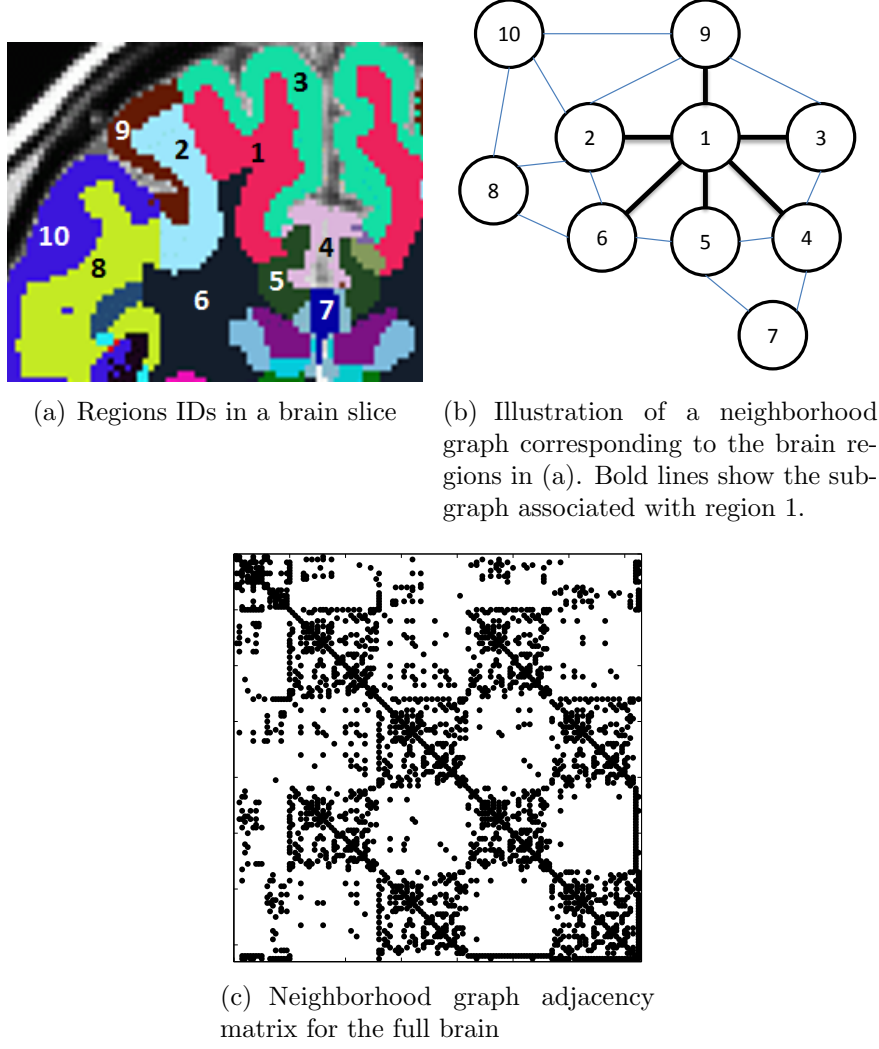 3
9
2
1
10
4
8
5
6
7
10
9
2
1
3
8
6
5
4
7
(a) Regions IDs in a brain slice
(b) Illustration of a neighborhood
graph corresponding to the brain re-
gions in (a). Bold lines show the sub-
graph associated with region 1.
(c) Neighborhood graph adjacency
matrix for the full brain